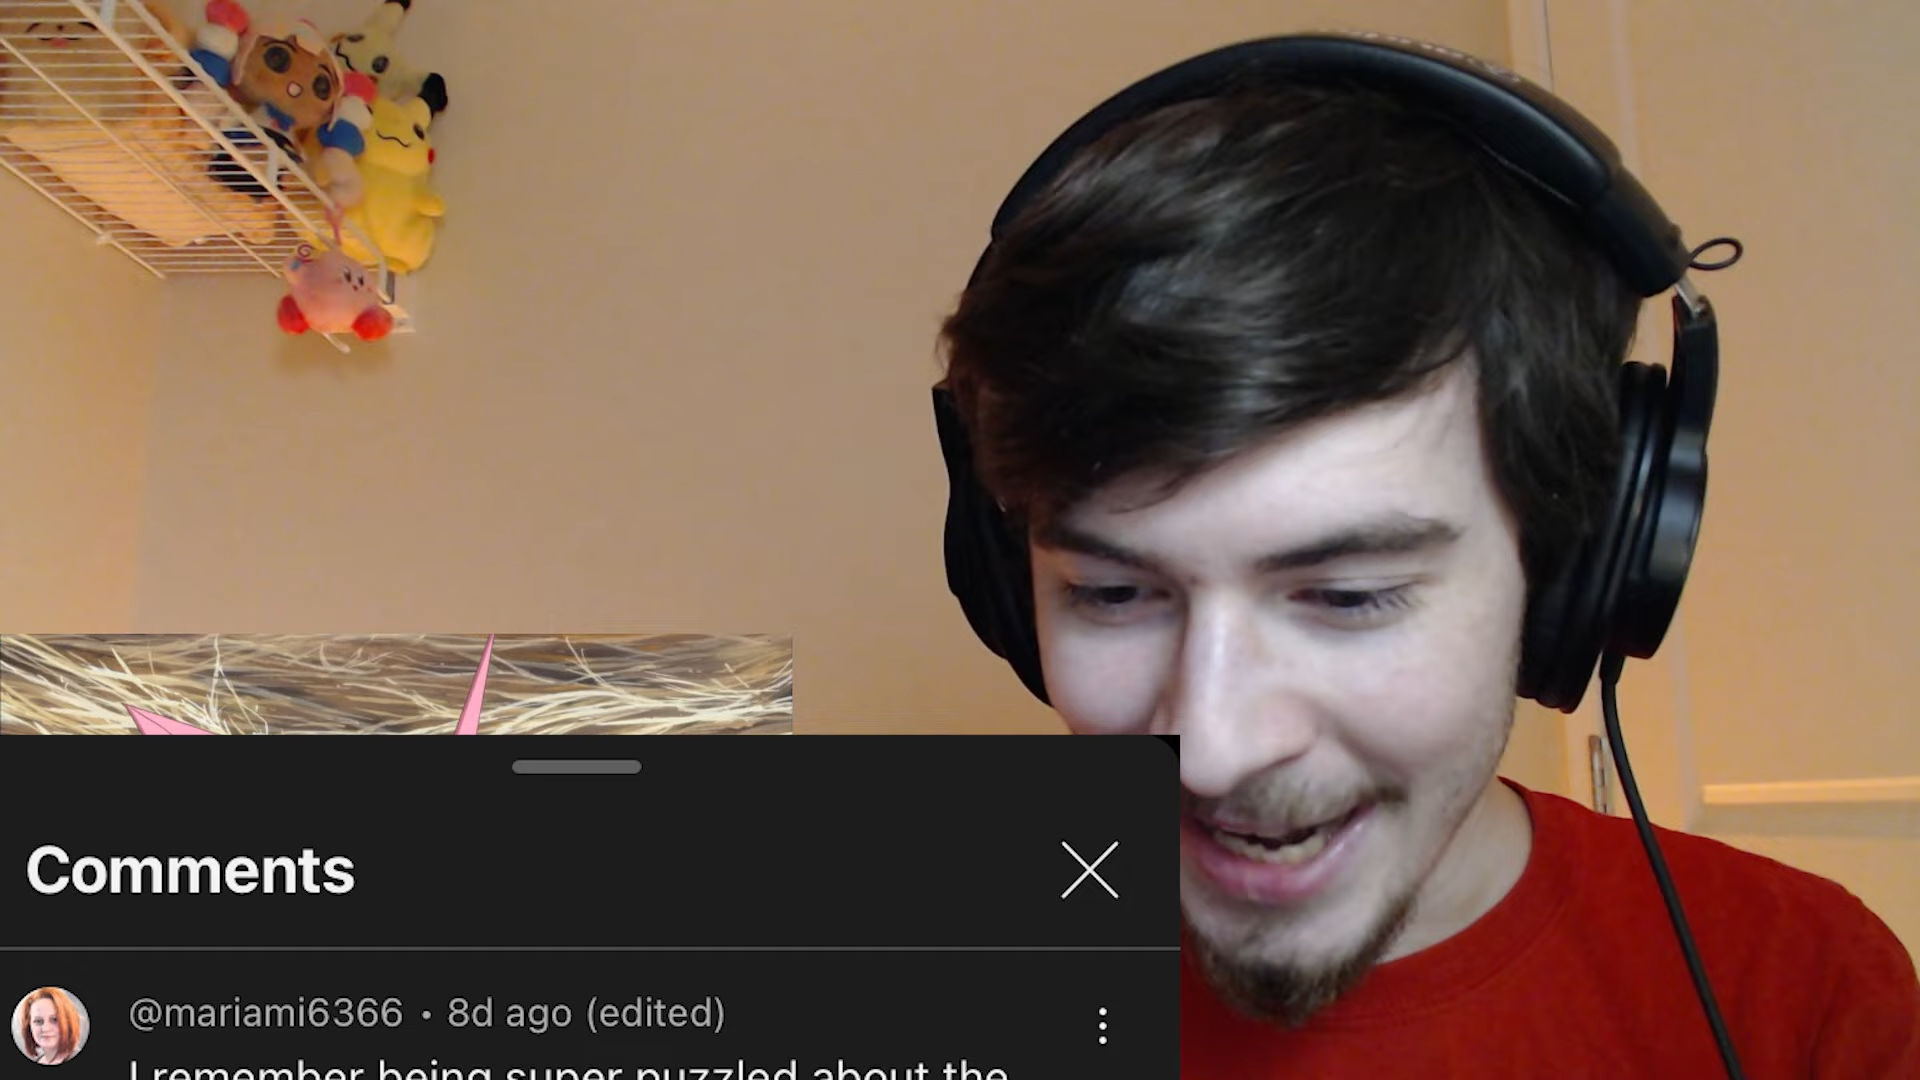 Comments
@mariami6366 • 8d ago (edited)
I remember being super puzzled about the